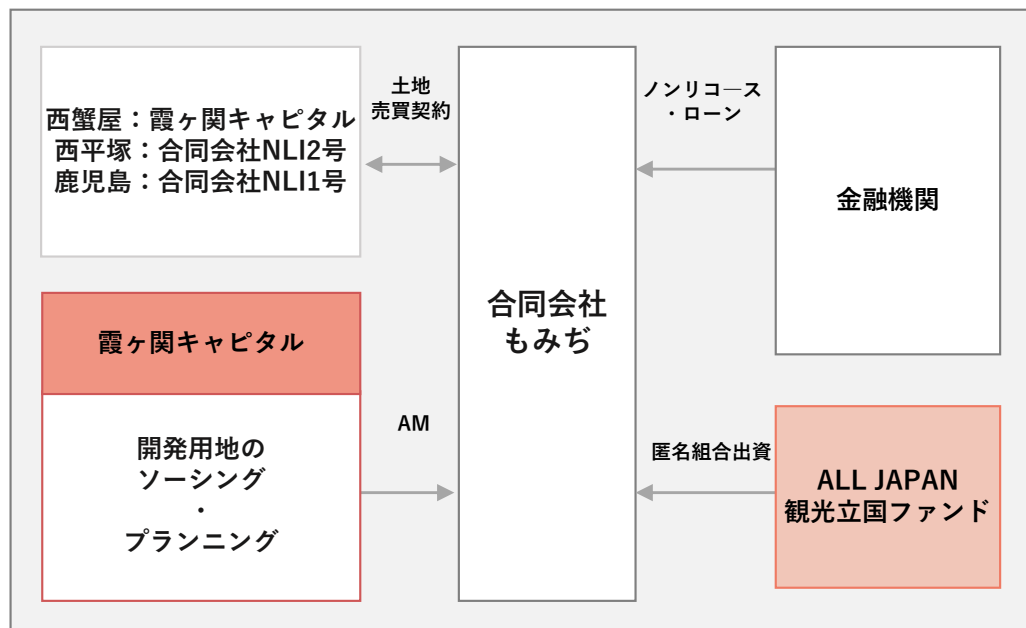 西蟹屋：霞ヶ関キャピタル
西平塚：合同会社NLI2号
鹿児島：合同会社NLI1号
土地
売買契約
合同会社
もみぢ
ノンリコース
・ローン
金融機関
霞ヶ関キャピタル
開発用地の
ソーシング
・
プランニング
AM
匿名組合出資
ALL JAPAN
観光立国ファンド